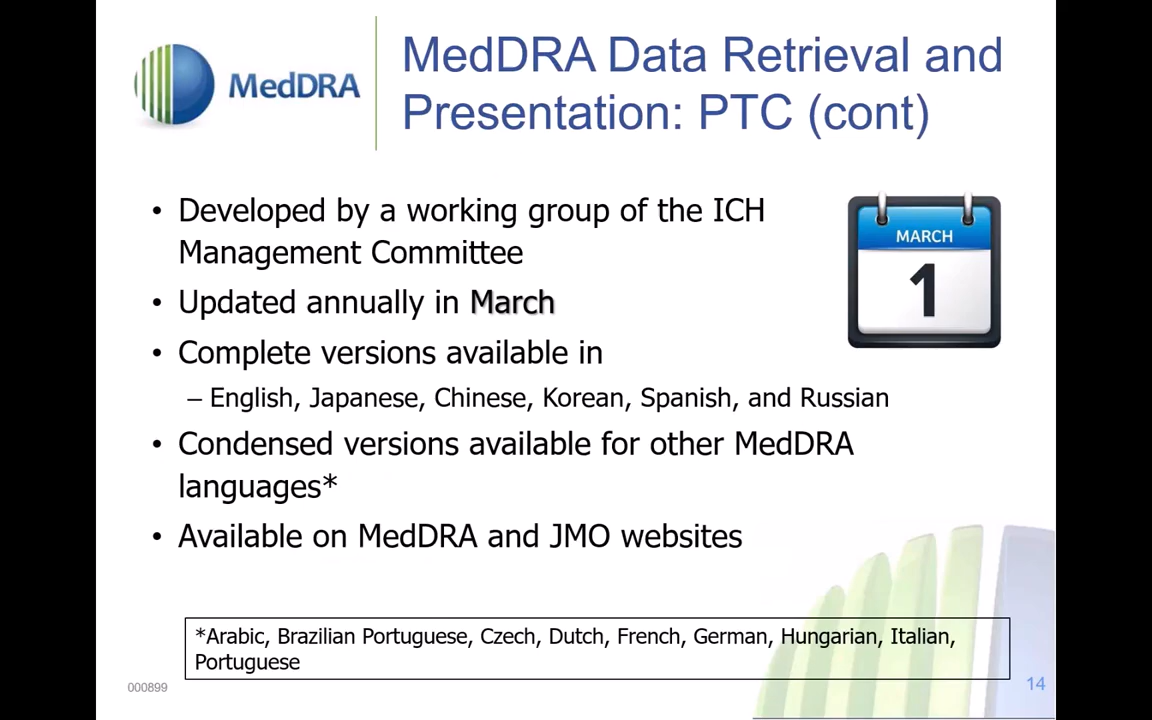 MedDRA
MedDRA Data Retrieval and
Presentation: PTC (cont)
• Developed by a working group of the ICH
Management Committee
MARCH
1
• Updated annually in March
• Complete versions available in
– English, Japanese, Chinese, Korean, Spanish, and Russian
• Condensed versions available for other MedDRA
languages*
• Available on MedDRA and JMO websites
*Arabic, Brazilian Portuguese, Czech, Dutch, French, German, Hungarian, Italian,
Portuguese
000899
14